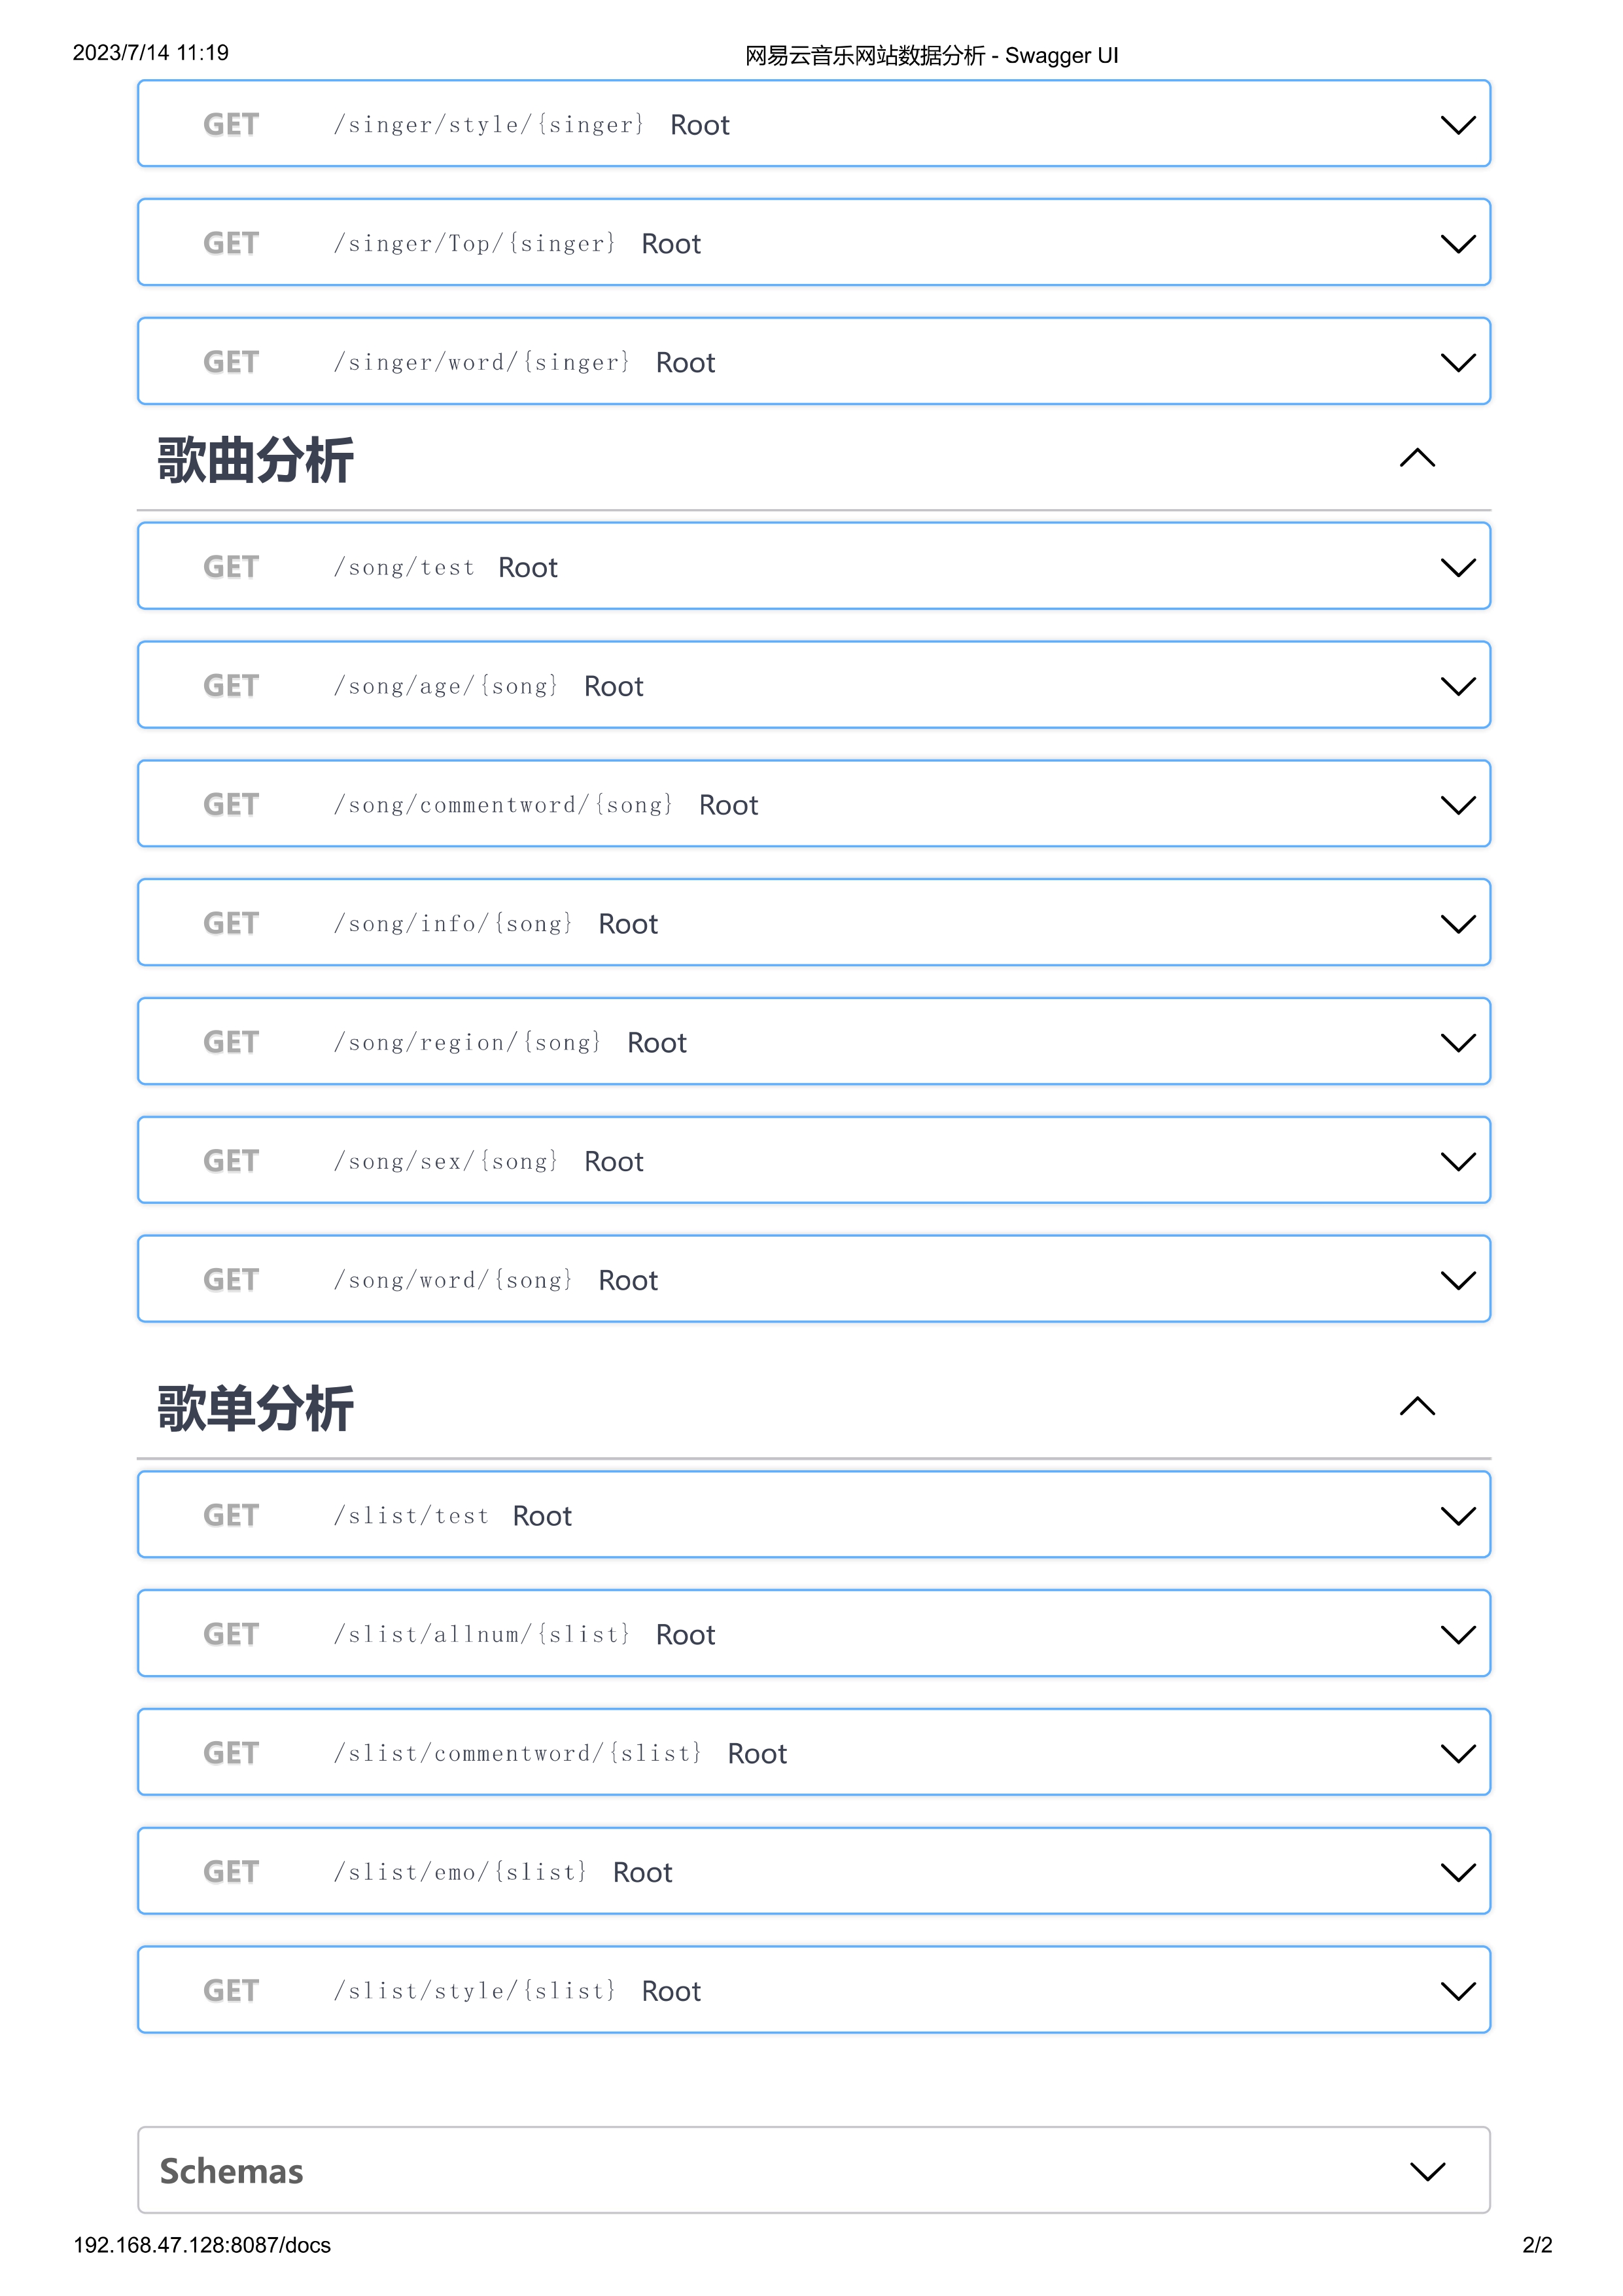 2023/7/14 11:19 网易云音乐网站数据分析 - Swagger UI
GET /singer/style/{singer} Root
GET /singer/Top/{singer} Root
GET /singer/word/{singer} Root
歌曲分析
GET /song/test Root
GET /song/age/{song} Root
GET /song/commentword/{song} Root
GET /song/info/{song} Root
GET /song/region/{song} Root
GET /song/sex/{song} Root
GET /song/word/{song} Root
歌单分析
GET /slist/test Root
GET /slist/allnum/{slist} Root
GET /slist/commentword/{slist} Root
GET /slist/emo/{slist} Root
GET /slist/style/{slist} Root
Schemas
192.168.47.128:8087/docs 2/2